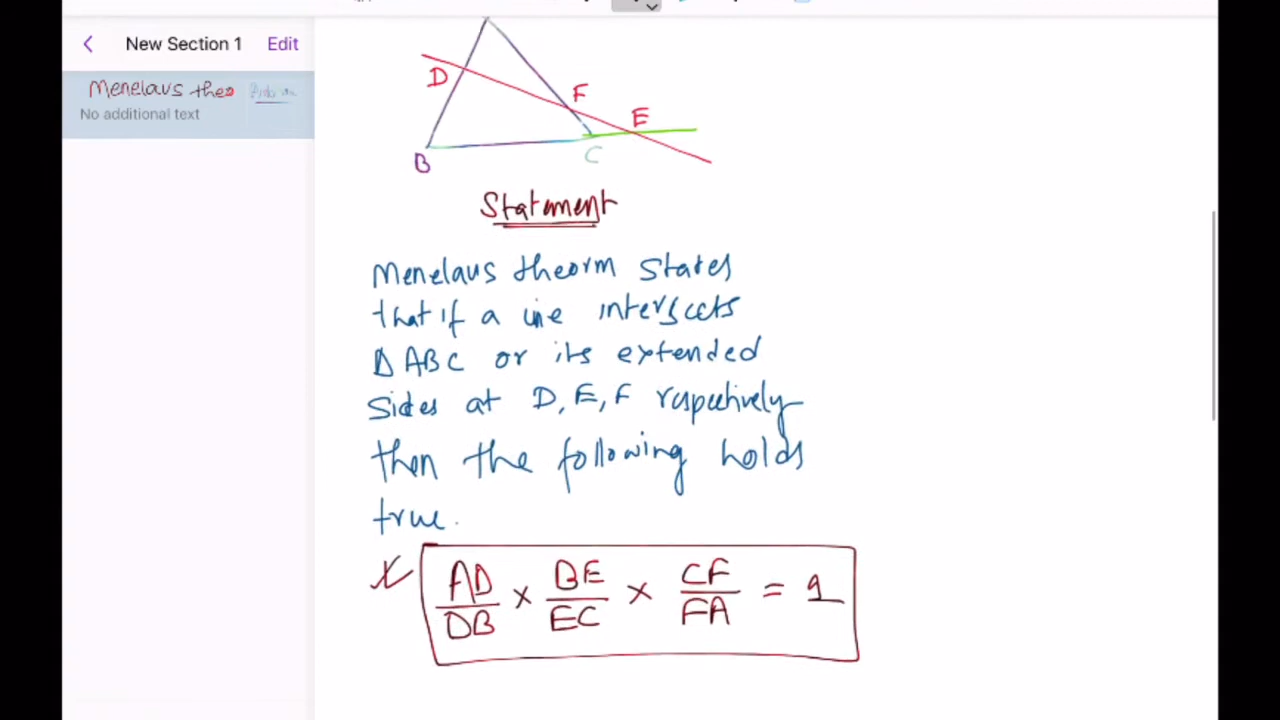 New Section 1 Edit
Menelaus theo
No additional text
D
F
E
B
C
Statement
Menelaus theorm states
that if a line intersects
Δ ABC or its extended
sides at D, E, F respectively
then the following holds
true.
AD/DB × BE/EC × CF/FA = 1